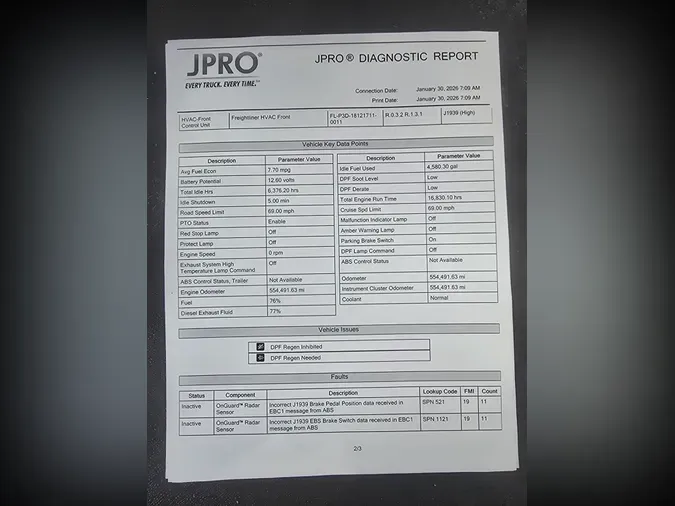 JPRO®
EVERY TRUCK. EVERY TIME.™
JPRO® DIAGNOSTIC REPORT
Connection Date: January 30, 2026 7:09 AM
Print Date: January 30, 2026 7:09 AM
HVAC-Front Control Unit Freightliner HVAC Front FL-P3D-18121711-0011 R.0.3.2 R.1.3.1 J1939 (High)
Vehicle Key Data Points
Description Parameter Value
Avg Fuel Econ 7.70 mpg
Battery Potential 12.60 volts
Total Idle Hrs 6,376.20 hrs
Idle Shutdown 5.00 min
Road Speed Limit 69.00 mph
PTO Status Enable
Red Stop Lamp Off
Protect Lamp Off
Engine Speed 0 rpm
Exhaust System High Temperature Lamp Command Off
ABS Control Status, Trailer Not Available
Engine Odometer 554,491.63 mi
Fuel 76%
Diesel Exhaust Fluid 77%
Description Parameter Value
Idle Fuel Used 4,580.30 gal
DPF Soot Level Low
DPF Derate Low
Total Engine Run Time 16,830.10 hrs
Cruise Spd Limit 69.00 mph
Malfunction Indicator Lamp Off
Amber Warning Lamp Off
Parking Brake Switch On
DPF Lamp Command Off
ABS Control Status Not Available
Odometer 554,491.63 mi
Instrument Cluster Odometer 554,491.63 mi
Coolant Normal
Vehicle Issues
DPF Regen Inhibited
DPF Regen Needed
Faults
Status Component Description Lookup Code FMI Count
Inactive OnGuard™ Radar Sensor Incorrect J1939 Brake Pedal Position data received in EBC1 message from ABS SPN 521 19 11
Inactive OnGuard™ Radar Sensor Incorrect J1939 EBS Brake Switch data received in EBC1 message from ABS SPN 1121 19 11
2/3